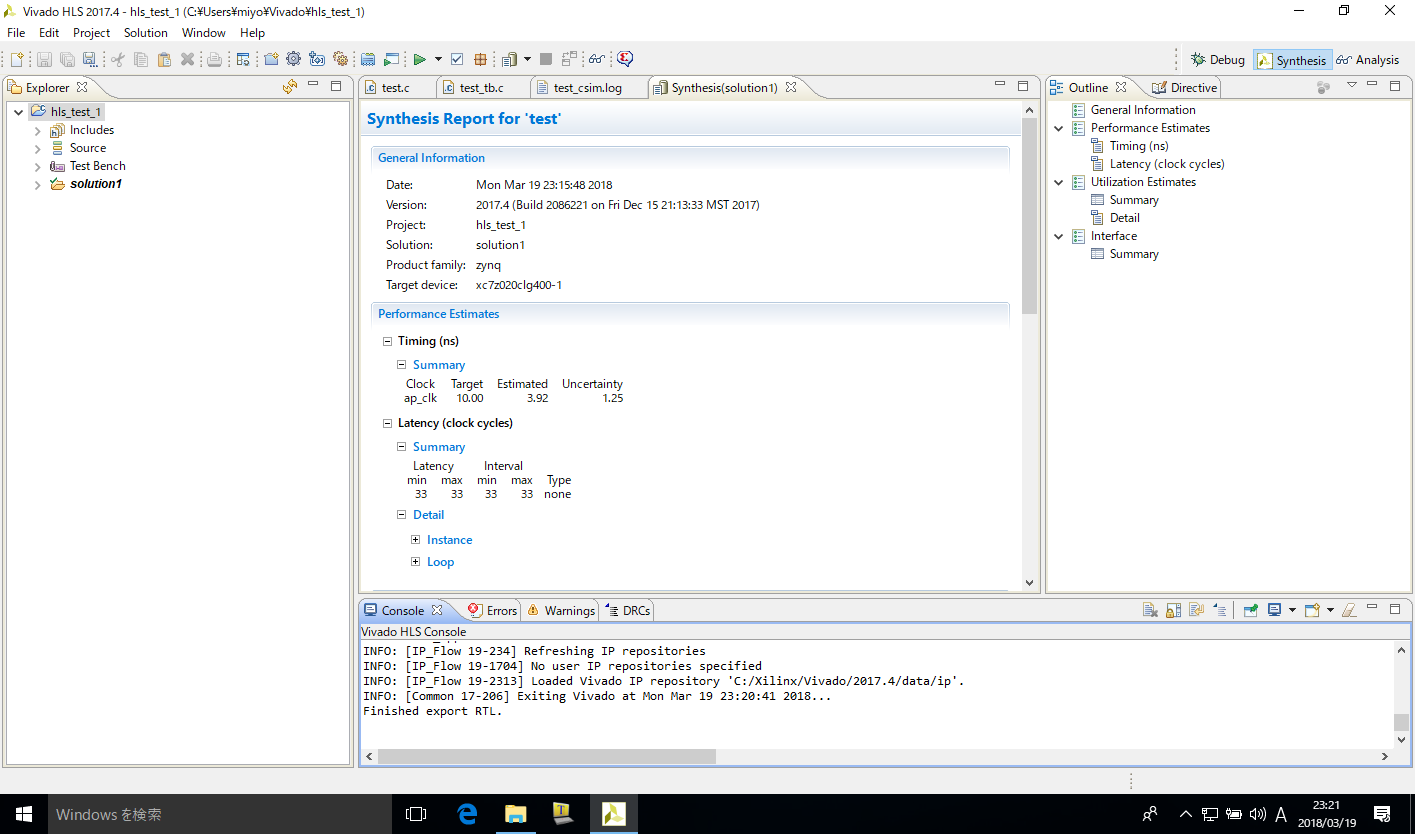 Vivado HLS 2017.4 - hls_test_1 (C:¥Users¥miyo¥Vivado¥hls_test_1)
File Edit Project Solution Window Help
Debug Synthesis Analysis
Explorer
hls_test_1
Includes
Source
Test Bench
solution1
test.c test_tb.c test_csim.log Synthesis(solution1)
Synthesis Report for 'test'
General Information
Date: Mon Mar 19 23:15:48 2018
Version: 2017.4 (Build 2086221 on Fri Dec 15 21:13:33 MST 2017)
Project: hls_test_1
Solution: solution1
Product family: zynq
Target device: xc7z020clg400-1
Performance Estimates
Timing (ns)
Summary
Clock Target Estimated Uncertainty
ap_clk 10.00 3.92 1.25
Latency (clock cycles)
Summary
Latency Interval
min max min max Type
33 33 33 33 none
Detail
Instance
Loop
Outline Directive
General Information
Performance Estimates
Timing (ns)
Latency (clock cycles)
Utilization Estimates
Summary
Detail
Interface
Summary
Console Errors Warnings DRCs
Vivado HLS Console
INFO: [IP_Flow 19-234] Refreshing IP repositories
INFO: [IP_Flow 19-1704] No user IP repositories specified
INFO: [IP_Flow 19-2313] Loaded Vivado IP repository 'C:/Xilinx/Vivado/2017.4/data/ip'.
INFO: [Common 17-206] Exiting Vivado at Mon Mar 19 23:20:41 2018...
Finished export RTL.
Windows を検索
A
23:21
2018/03/19